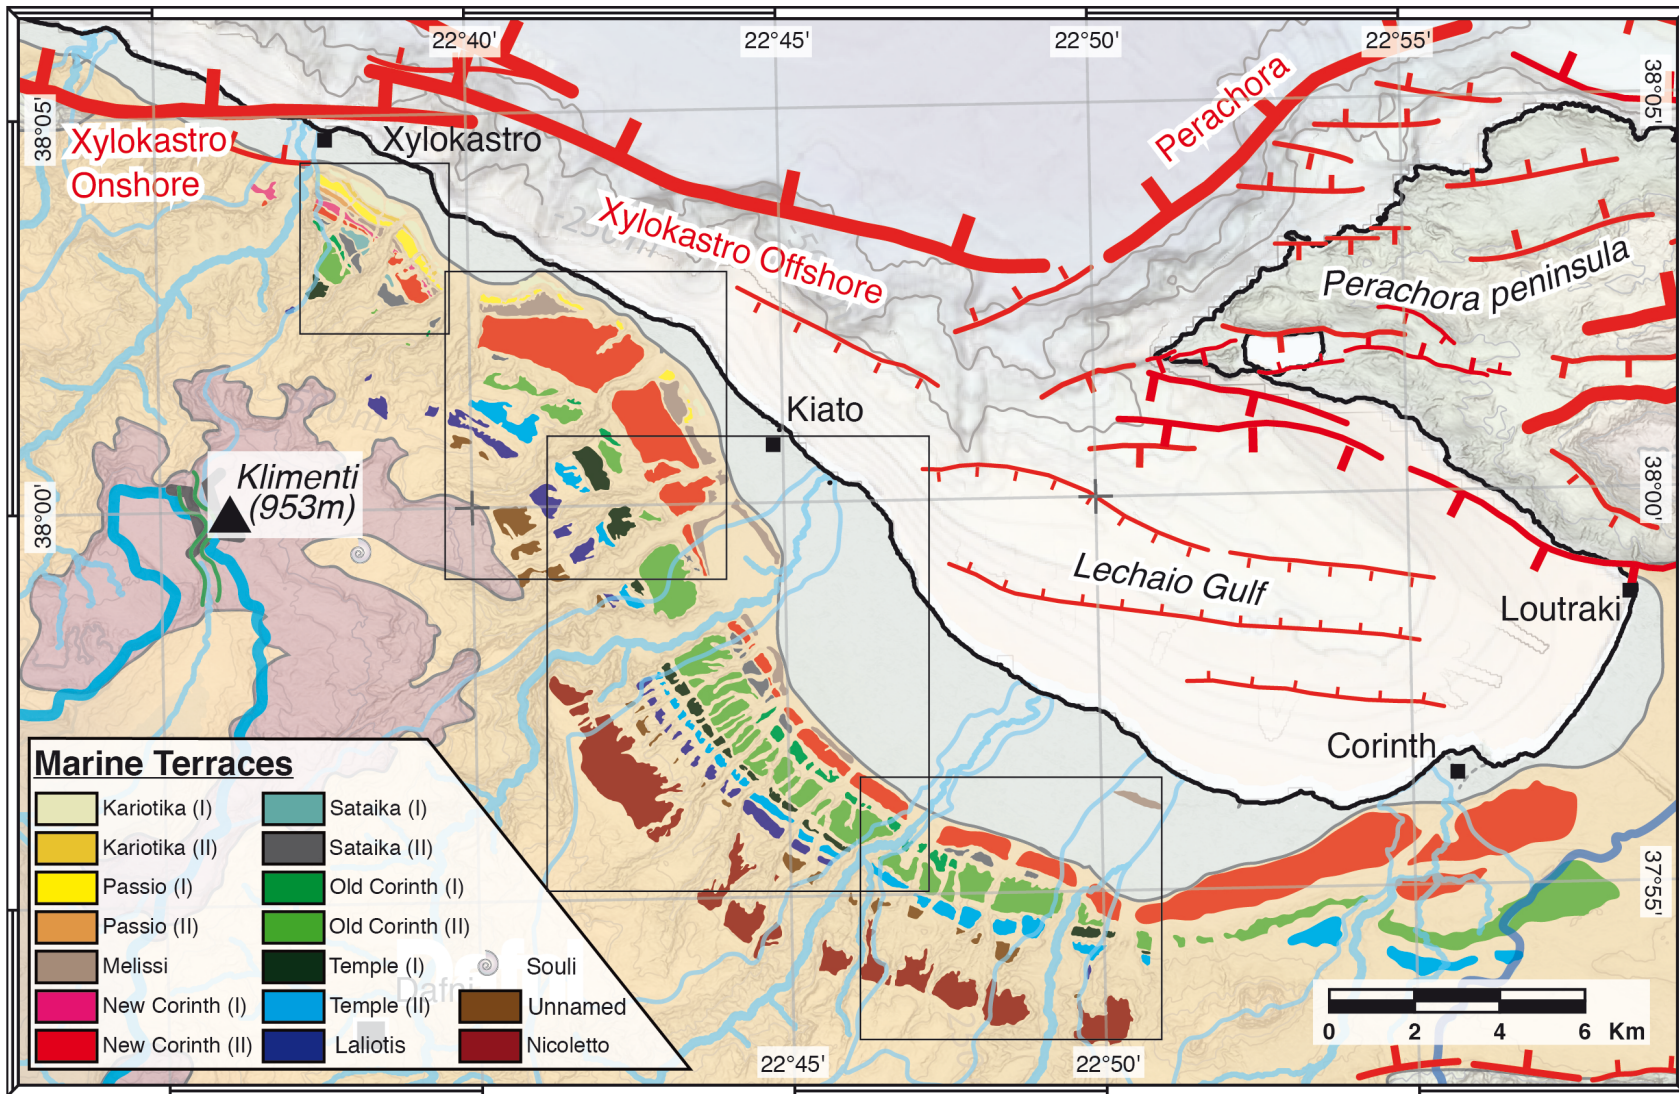 22°40'
22°45'
22°50'
22°55'
38°05'
38°05'
Xylokastro
Onshore
Xylokastro
Perachora
Xylokastro Offshore
Perachora peninsula
Kiato
Klimenti
(953m)
38°00'
38°00'
Lechaio Gulf
Loutraki
Corinth
37°55'
Marine Terraces
Kariotika (I)
Kariotika (II)
Passio (I)
Passio (II)
Melissi
New Corinth (I)
New Corinth (II)
Sataika (I)
Sataika (II)
Old Corinth (I)
Old Corinth (II)
Temple (I)
Temple (II)
Laliotis
Souli
Unnamed
Nicoletto
Dafni
0 2 4 6 Km
22°45'
22°50'